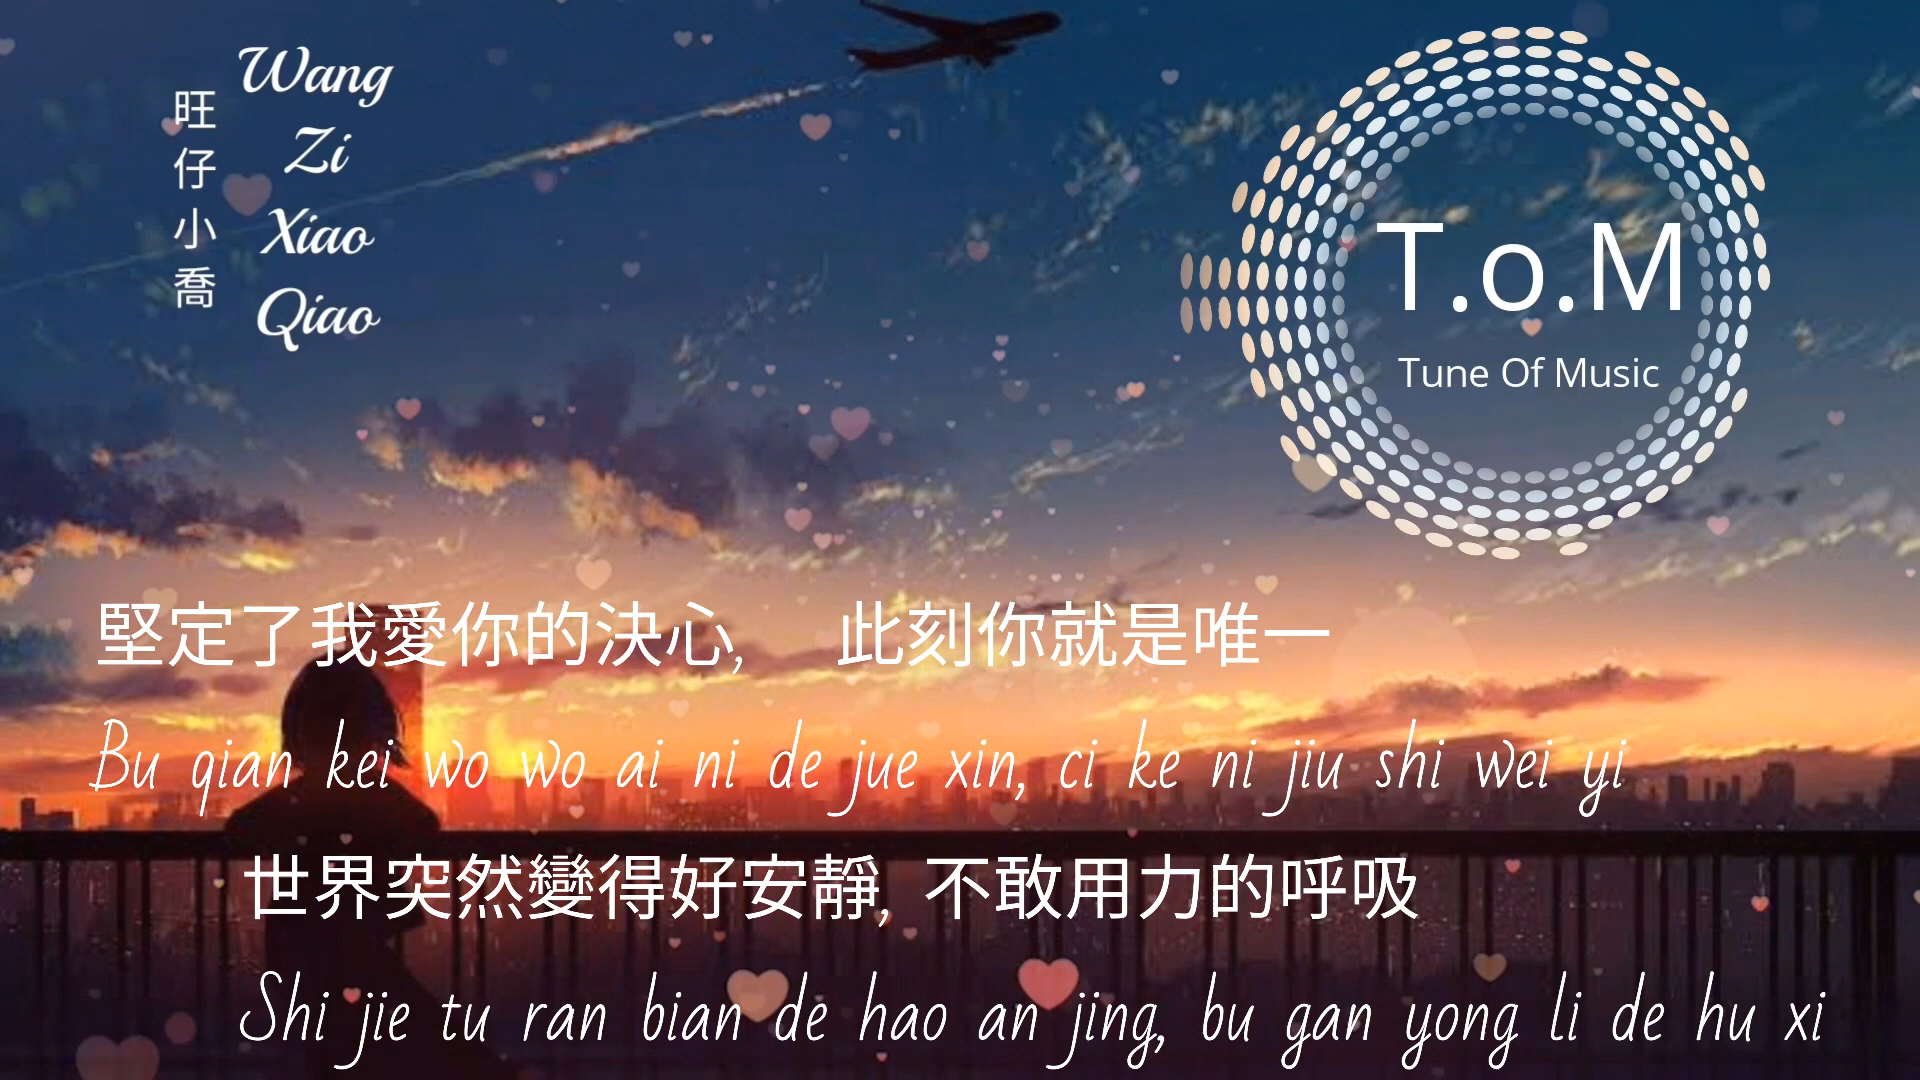 旺仔小喬
Wang
Zi
Xiao
Qiao
T.o.M
Tune Of Music
堅定了我愛你的決心, 此刻你就是唯一
Bu qian kei wo wo ai ni de jue xin, ci ke ni jiu shi wei yi
世界突然變得好安靜, 不敢用力的呼吸
Shi jie tu ran bian de hao an jing, bu gan yong li de hu xi